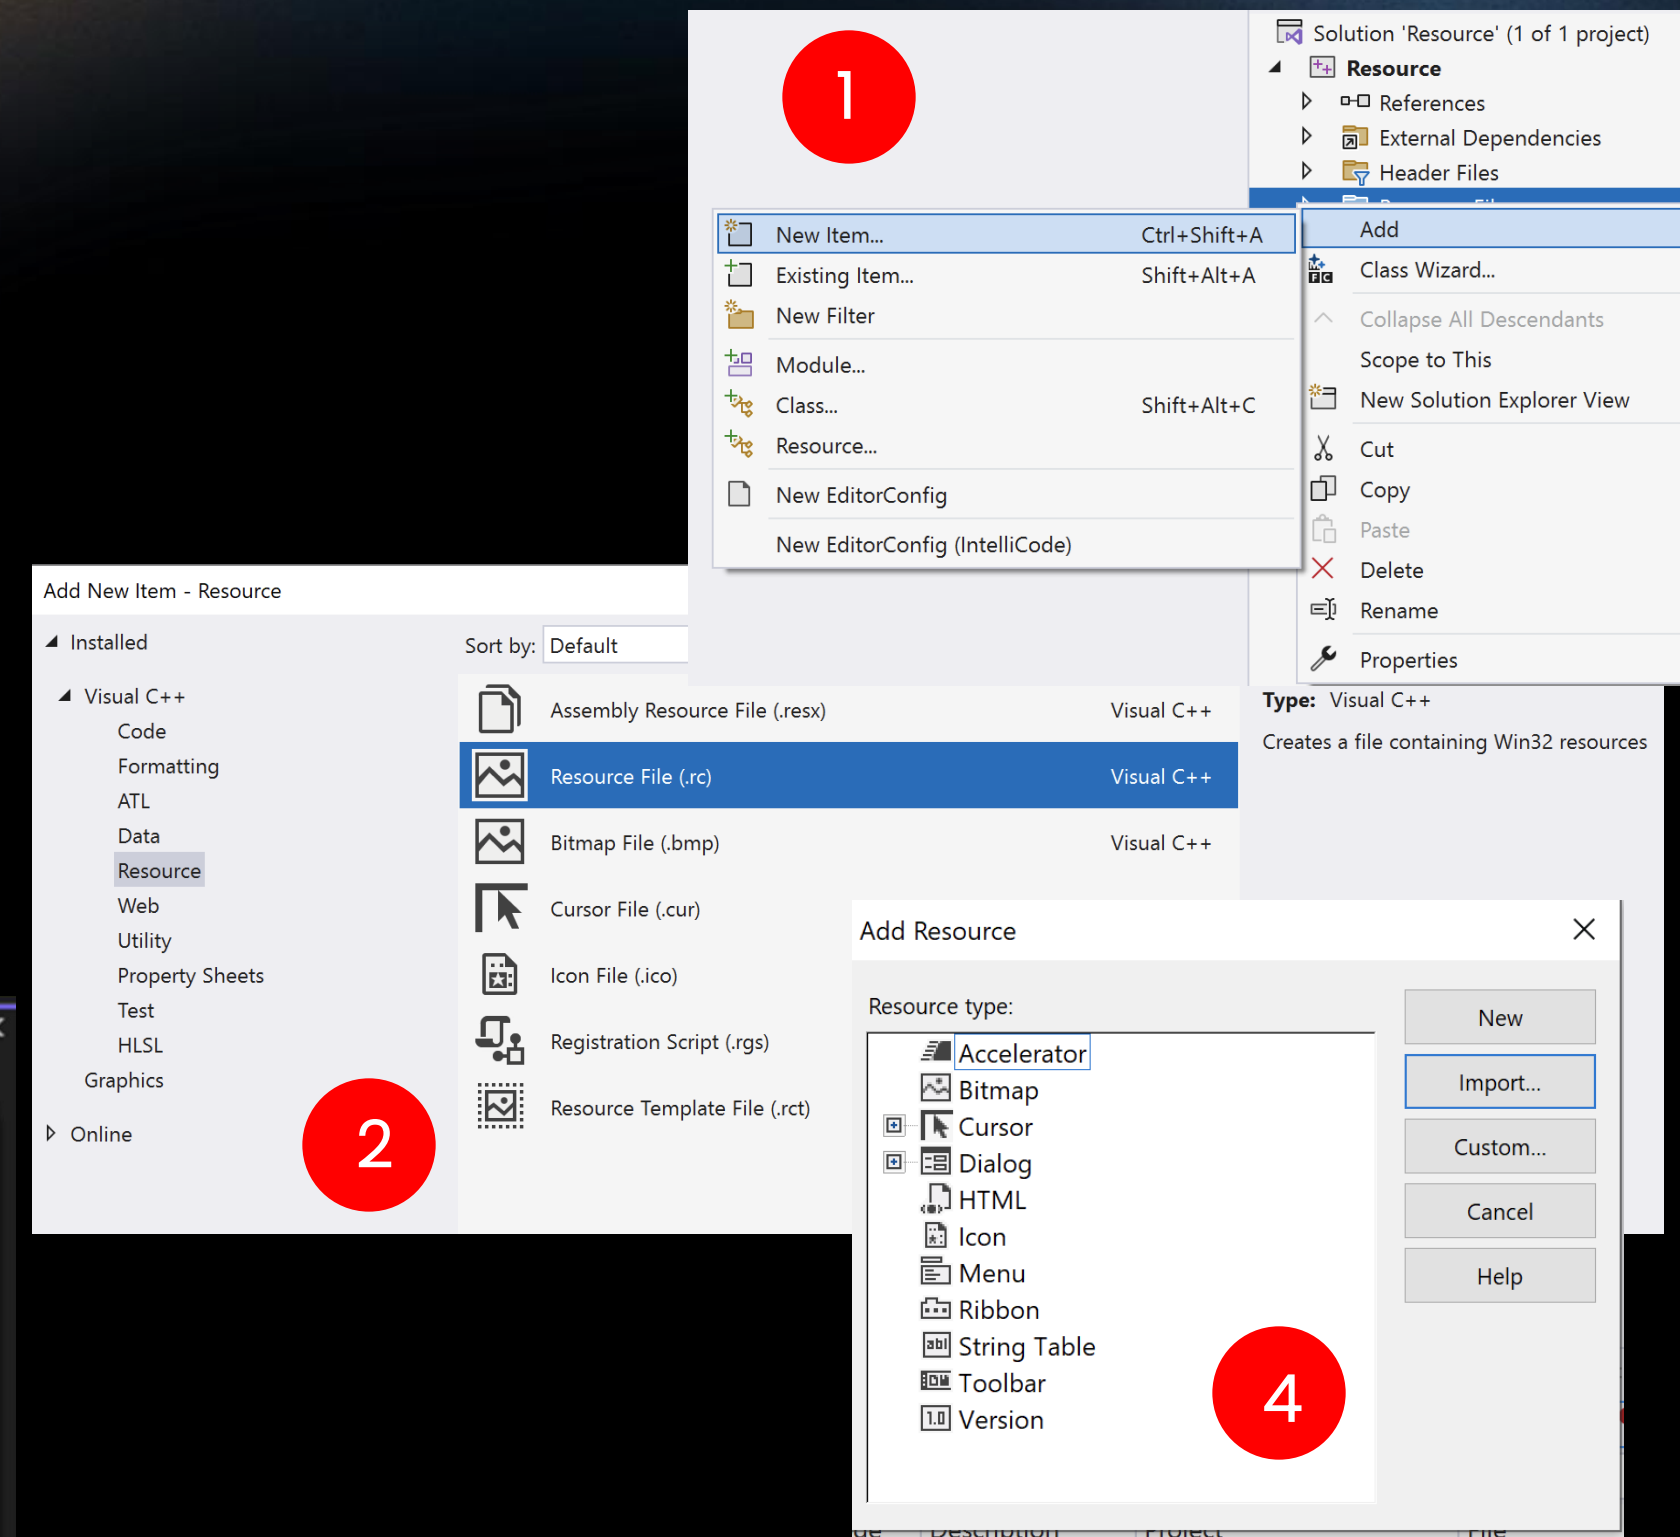 1
Solution 'Resource' (1 of 1 project)
Resource
References
External Dependencies
Header Files
New Item... Ctrl+Shift+A
Existing Item... Shift+Alt+A
New Filter
Module...
Class... Shift+Alt+C
Resource...
New EditorConfig
New EditorConfig (IntelliCode)
Add
Class Wizard...
Collapse All Descendants
Scope to This
New Solution Explorer View
Cut
Copy
Paste
Delete
Rename
Properties
Add New Item - Resource
Installed
Visual C++
Code
Formatting
ATL
Data
Resource
Web
Utility
Property Sheets
Test
HLSL
Graphics
Online
2
Sort by: Default
Assembly Resource File (.resx) Visual C++
Resource File (.rc) Visual C++
Bitmap File (.bmp) Visual C++
Cursor File (.cur)
Icon File (.ico)
Registration Script (.rgs)
Resource Template File (.rct)
Type: Visual C++
Creates a file containing Win32 resources
Add Resource
Resource type:
Accelerator
Bitmap
Cursor
Dialog
HTML
Icon
Menu
Ribbon
String Table
Toolbar
Version
New
Import...
Custom...
Cancel
Help
4
Description Project File